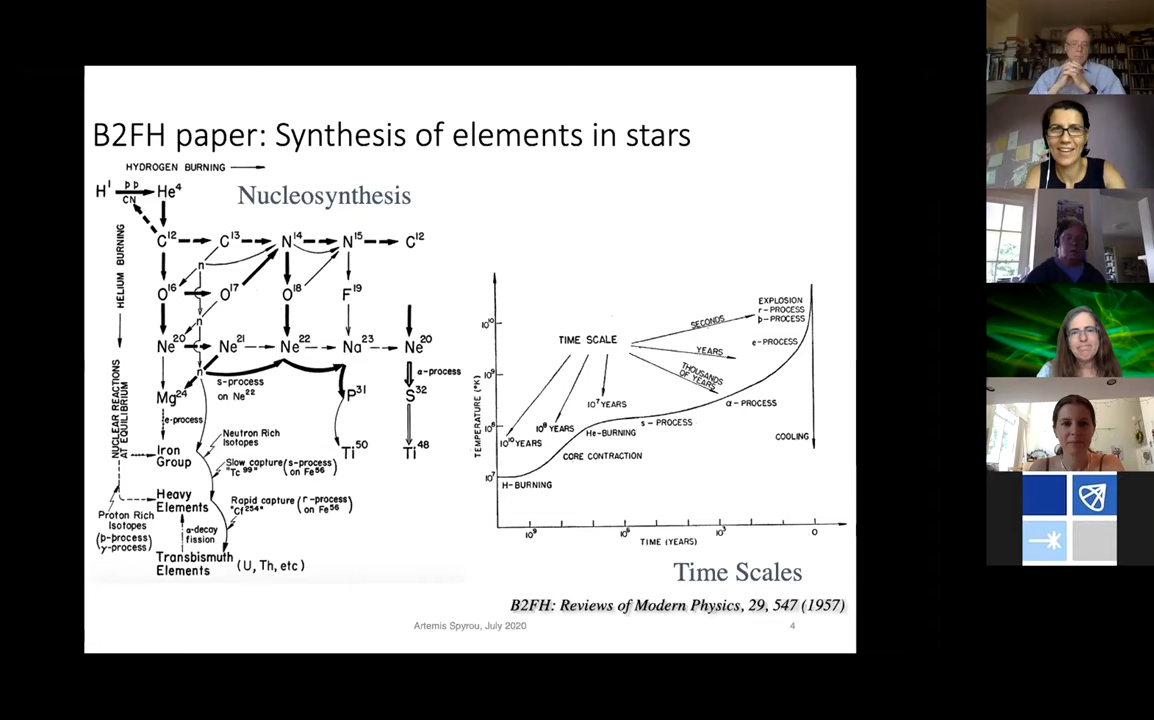 B2FH paper: Synthesis of elements in stars
HYDROGEN BURNING
Nucleosynthesis
H¹ pp He⁴
CN
HELIUM BURNING
C¹² C¹³ N¹⁴ N¹⁵ C¹²
n
O¹⁶ O¹⁷ O¹⁸ F¹⁹
n
Ne²⁰ Ne²¹ Ne²² Na²³ Ne²⁰
n
α-process
s-process
on Ne²²
Mg²⁴ P³¹ S³²
NUCLEAR REACTIONS
AT EQUILIBRIUM
e-process
Neutron Rich
Isotopes
Iron
Group
Ti⁵⁰ Ti⁴⁸
Slow capture (s-process
"Tc⁹⁹" on Fe⁵⁶)
Heavy
Elements
Rapid capture (r-process
"Cf²⁵⁴" on Fe⁵⁶)
Proton Rich
Isotopes
(p-process)
(γ-process)
α-decay
fission
Transbismuth
Elements (U, Th, etc)
TEMPERATURE (°K)
10¹⁰
10⁹
10⁸
10⁷
TIME SCALE
SECONDS
YEARS
THOUSANDS
OF YEARS
EXPLOSION
r-PROCESS
p-PROCESS
e-PROCESS
α-PROCESS
10⁷ YEARS
10⁸ YEARS
10¹⁰ YEARS
He-BURNING
s-PROCESS
CORE CONTRACTION
H-BURNING
COOLING
10⁹ 10⁶ 10³ 0
TIME (YEARS)
Time Scales
B2FH: Reviews of Modern Physics, 29, 547 (1957)
Artemis Spyrou, July 2020
4